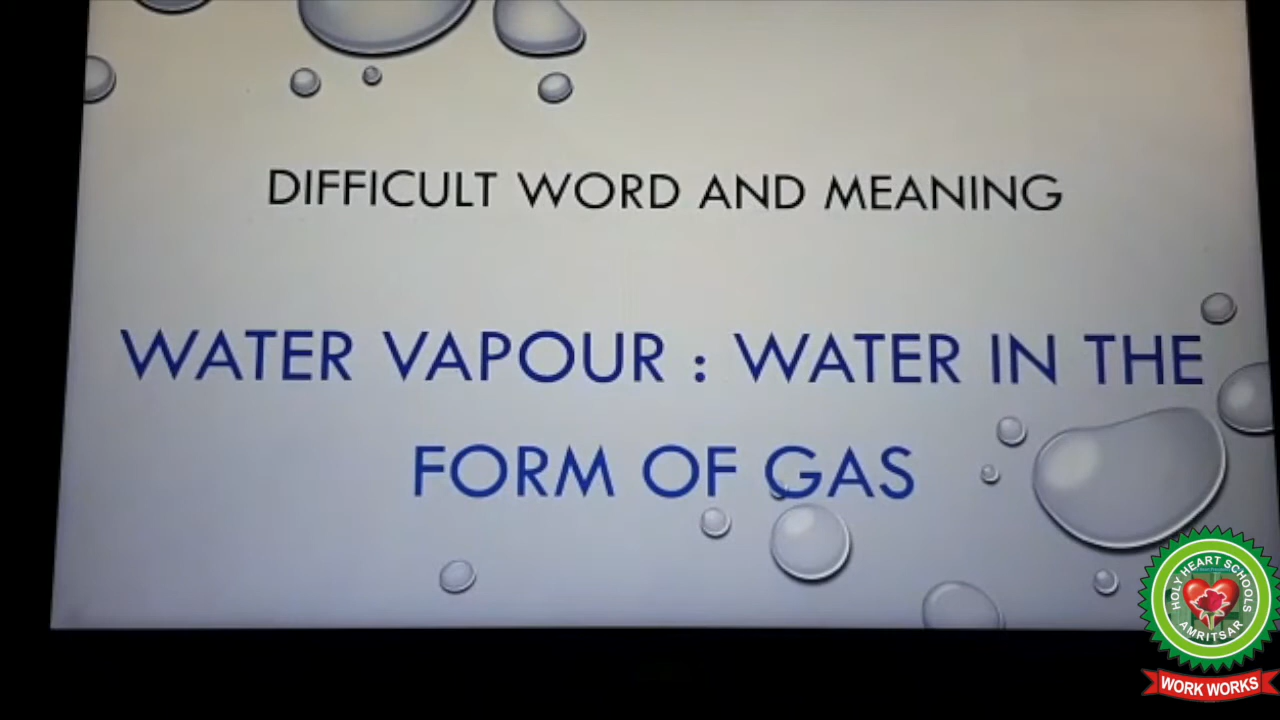 DIFFICULT WORD AND MEANING
WATER VAPOUR : WATER IN THE
FORM OF GAS
HOLY HEART SCHOOLS
AMRITSAR
WORK WORKS